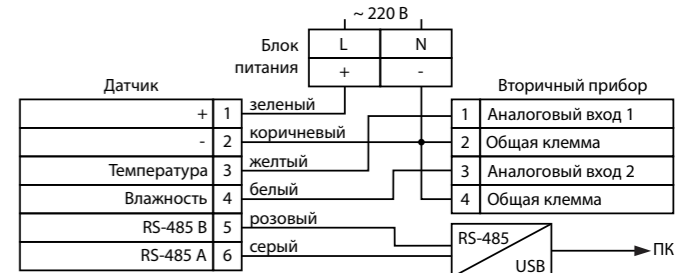 ~ 220 В
Блок питания
L N
+ -
Датчик
+ 1 зеленый
- 2 коричневый
Температура 3 желтый
Влажность 4 белый
RS-485 B 5 розовый
RS-485 A 6 серый
Вторичный прибор
1 Аналоговый вход 1
2 Общая клемма
3 Аналоговый вход 2
4 Общая клемма
RS-485
USB
ПК